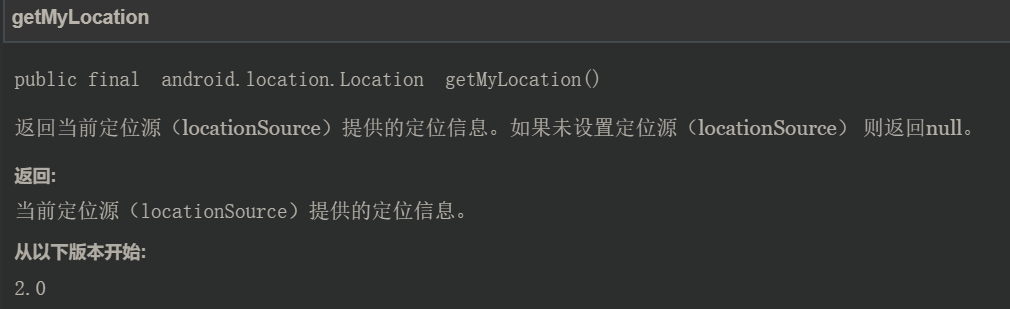 getMyLocation
public final  android.location.Location  getMyLocation()
返回当前定位源（locationSource）提供的定位信息。如果未设置定位源（locationSource） 则返回null。
返回:
当前定位源（locationSource）提供的定位信息。
从以下版本开始:
2.0